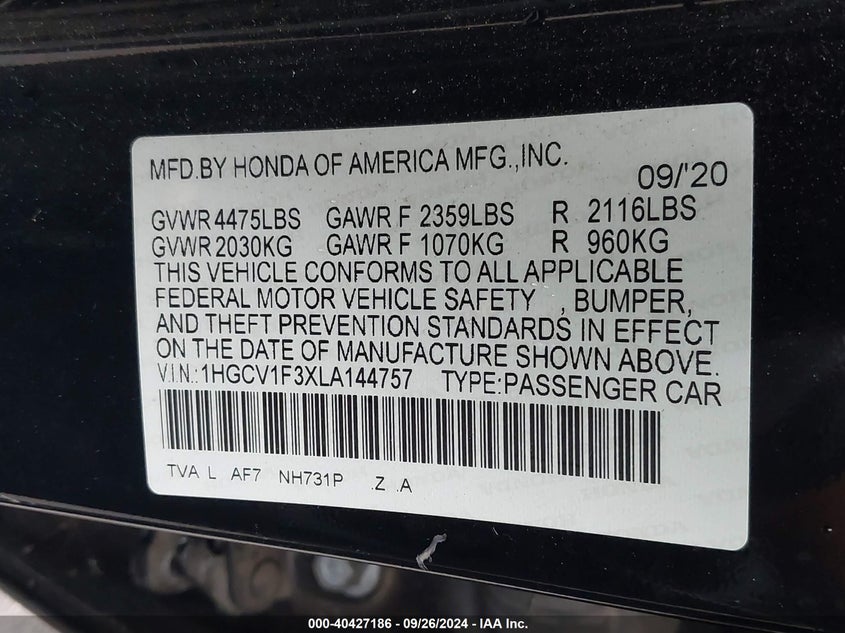 MFD.BY HONDA OF AMERICA MFG.,INC.
09/'20
GVWR 4475LBS GAWR F 2359LBS R 2116LBS
GVWR 2030KG GAWR F 1070KG R 960KG
THIS VEHICLE CONFORMS TO ALL APPLICABLE
FEDERAL MOTOR VEHICLE SAFETY , BUMPER,
AND THEFT PREVENTION STANDARDS IN EFFECT
ON THE DATE OF MANUFACTURE SHOWN ABOVE.
V.I.N.:1HGCV1F3XLA144757 TYPE:PASSENGER CAR
TVA L AF7 NH731P .Z .A
000-40427186 - 09/26/2024 - IAA Inc.